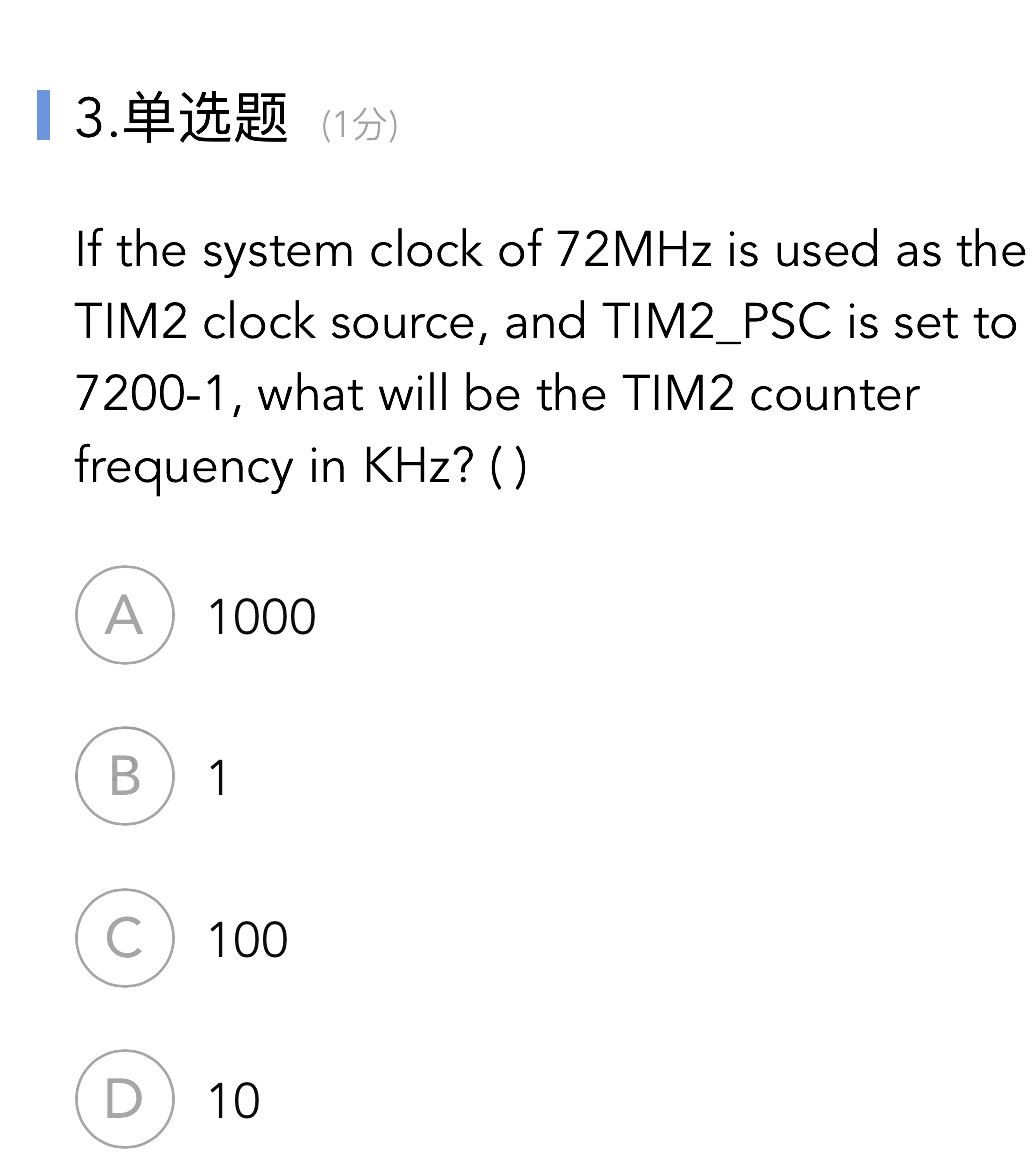 3.单选题 (1分)
If the system clock of 72MHz is used as the
TIM2 clock source, and TIM2_PSC is set to
7200-1, what will be the TIM2 counter
frequency in KHz? ( )
A 1000
B 1
C 100
D 10